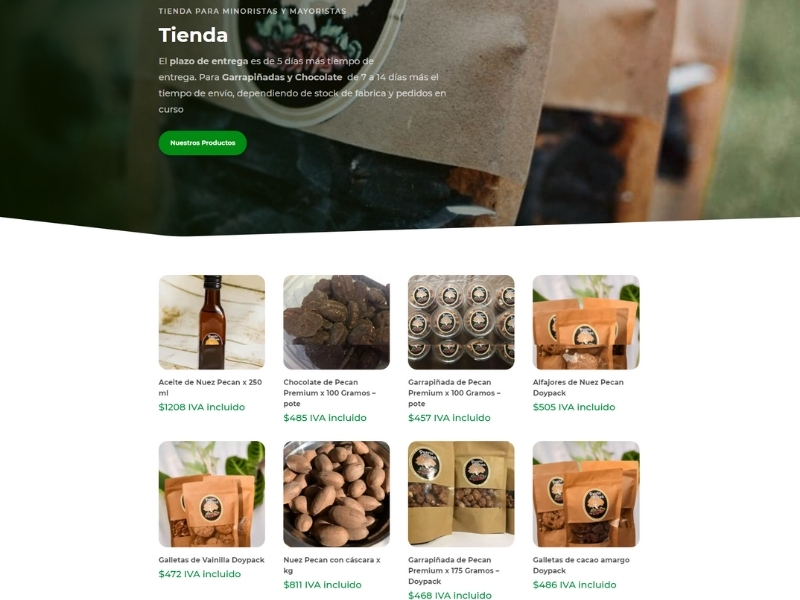 TIENDA PARA MINORISTAS Y MAYORISTAS
Tienda
El plazo de entrega es de 5 días más tiempo de
entrega. Para Garrapiñadas y Chocolate de 7 a 14 días más el
tiempo de envío, dependiendo de stock de fabrica y pedidos en
curso
Nuestros Productos
Aceite de Nuez Pecan x 250
ml
$1208 IVA incluido
Chocolate de Pecan
Premium x 100 Gramos –
pote
$485 IVA incluido
Garrapiñada de Pecan
Premium x 100 Gramos –
pote
$457 IVA incluido
Alfajores de Nuez Pecan
Doypack
$505 IVA incluido
Galletas de Vainilla Doypack
$472 IVA incluido
Nuez Pecan con cáscara x
kg
$811 IVA incluido
Garrapiñada de Pecan
Premium x 175 Gramos –
Doypack
$468 IVA incluido
Galletas de cacao amargo
Doypack
$486 IVA incluido